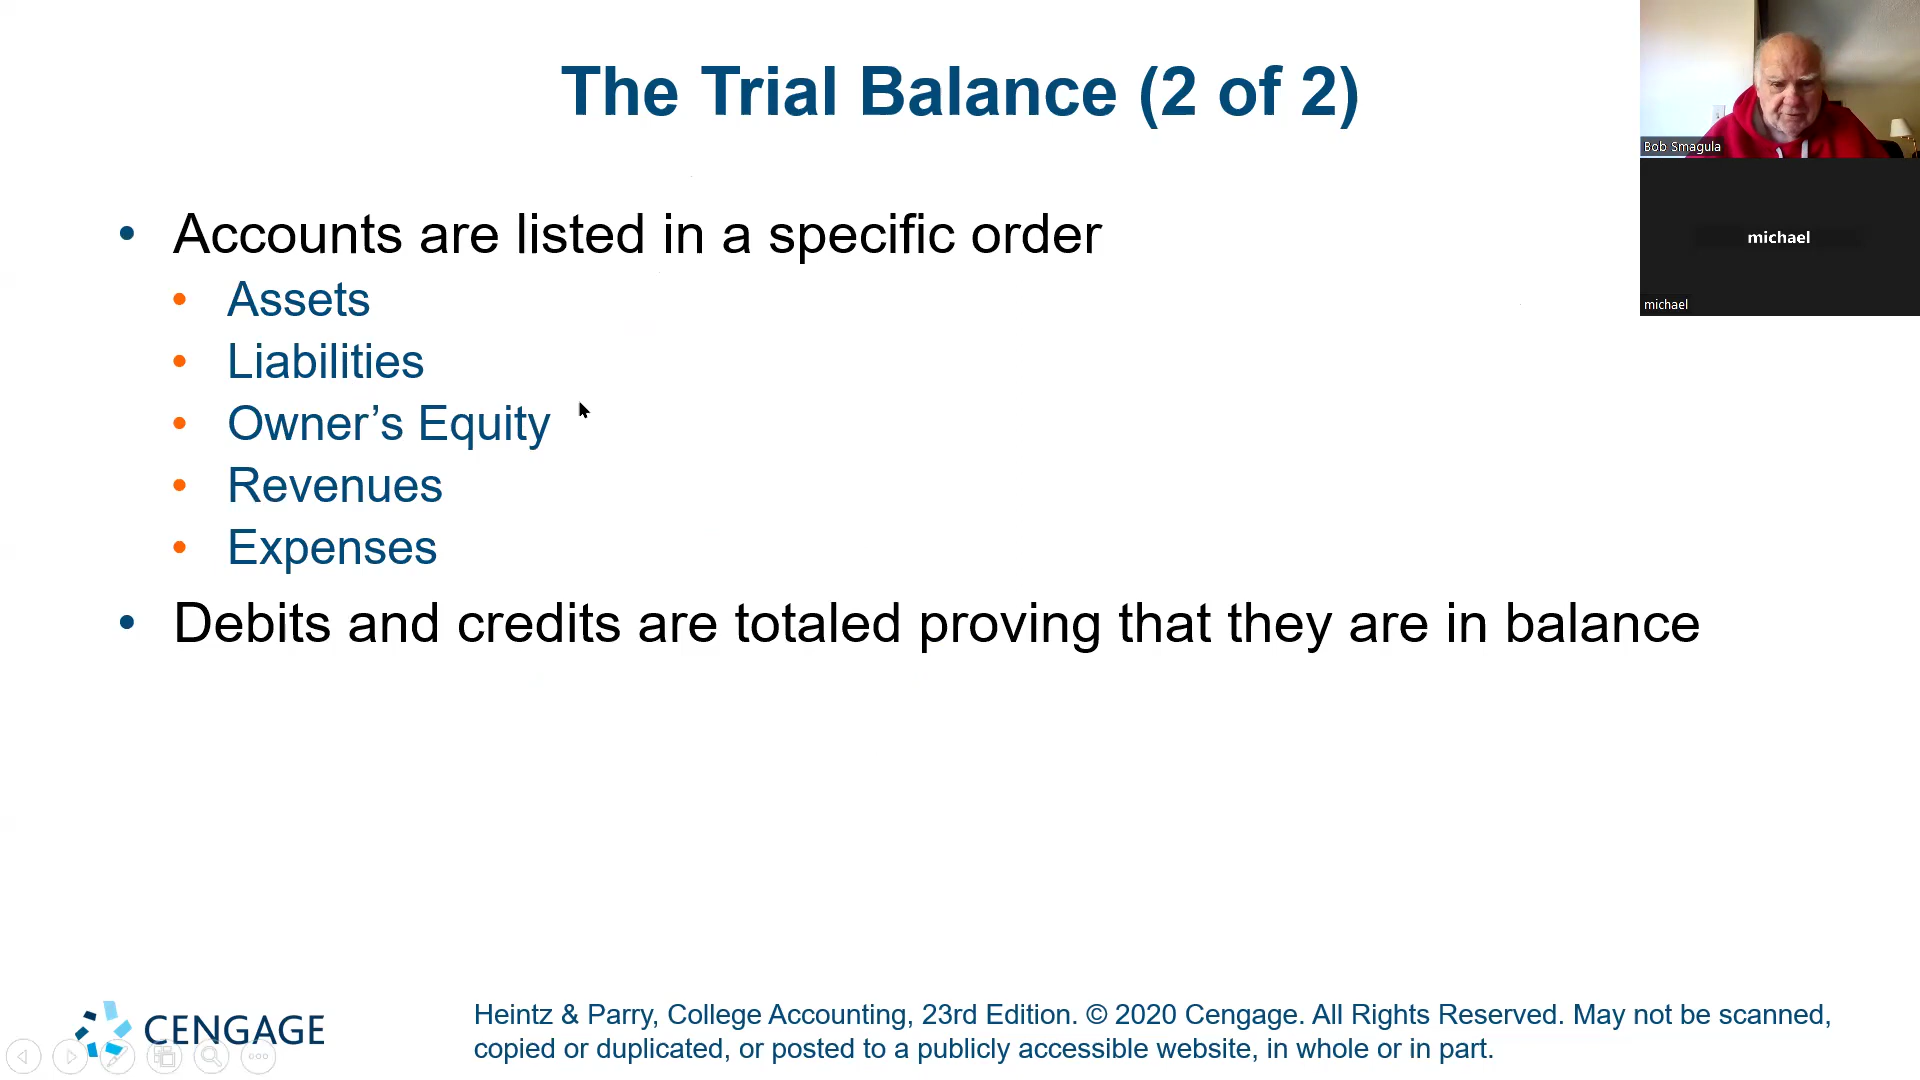 The Trial Balance (2 of 2)
• Accounts are listed in a specific order
• Assets
• Liabilities
• Owner’s Equity
• Revenues
• Expenses
• Debits and credits are totaled proving that they are in balance
Bob Smagula
michael
michael
CENGAGE
Heintz & Parry, College Accounting, 23rd Edition. © 2020 Cengage. All Rights Reserved. May not be scanned,
copied or duplicated, or posted to a publicly accessible website, in whole or in part.